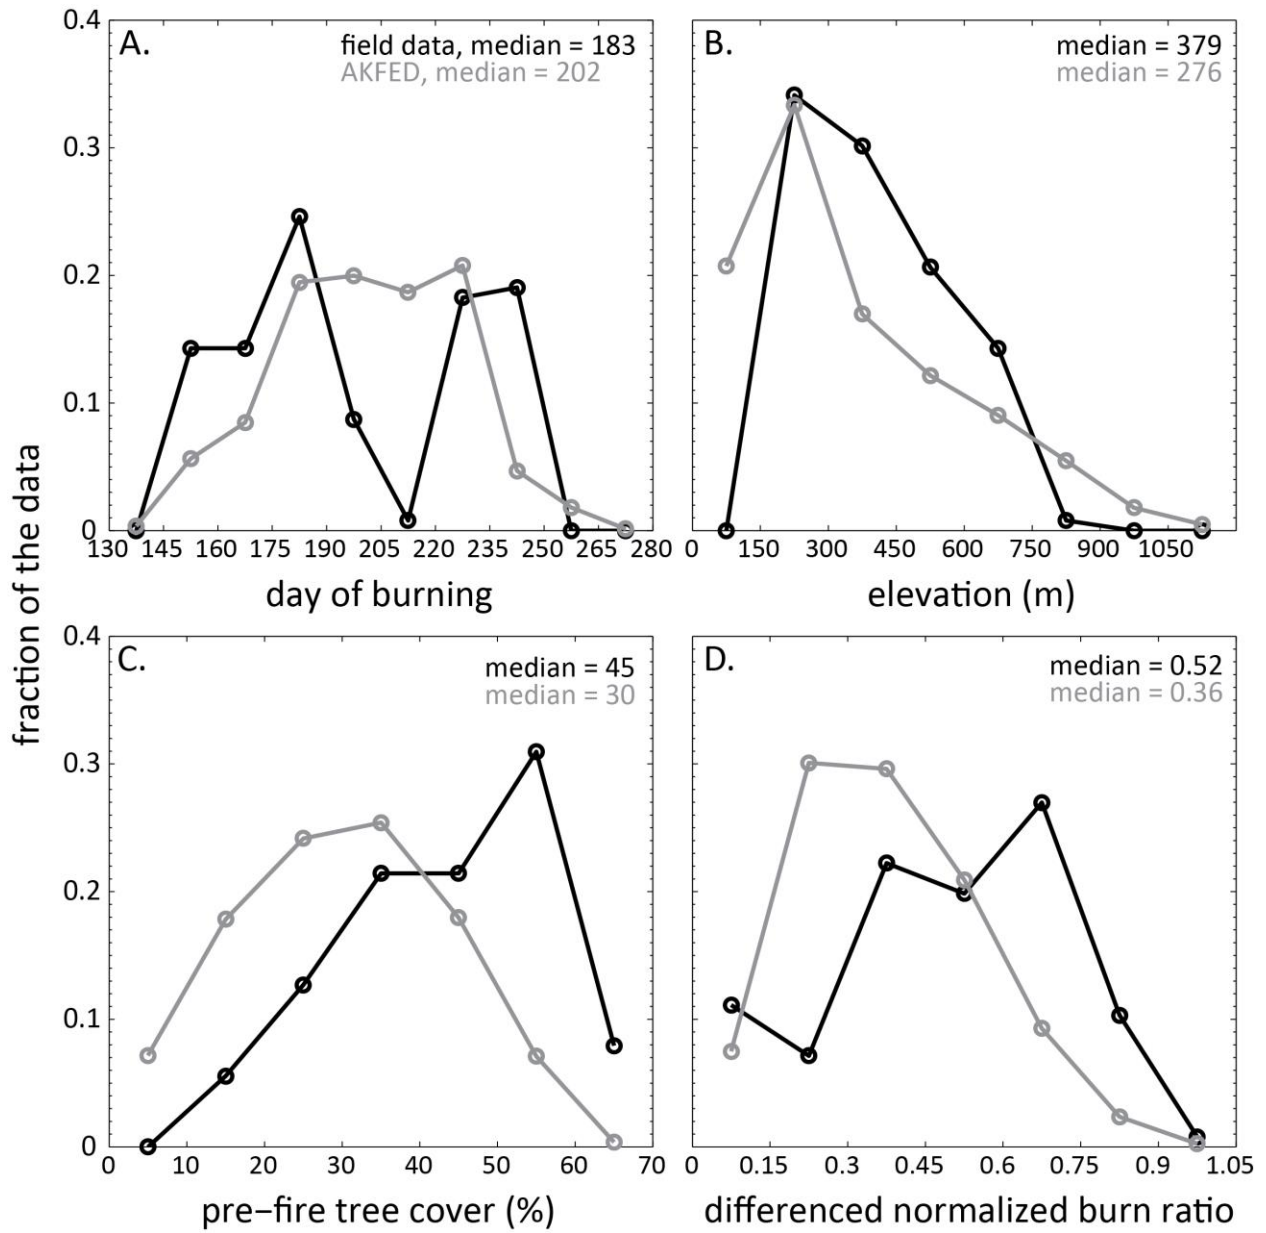 fraction of the data
A.
field data, median = 183
AKFED, median = 202
0.4
0.3
0.2
0.1
0
130 145 160 175 190 205 220 235 250 265 280
day of burning
B.
median = 379
median = 276
0 150 300 450 600 750 900 1050
elevation (m)
C.
median = 45
median = 30
0.4
0.3
0.2
0.1
0
0 10 20 30 40 50 60 70
pre−fire tree cover (%)
D.
median = 0.52
median = 0.36
0 0.15 0.3 0.45 0.6 0.75 0.9 1.05
differenced normalized burn ratio